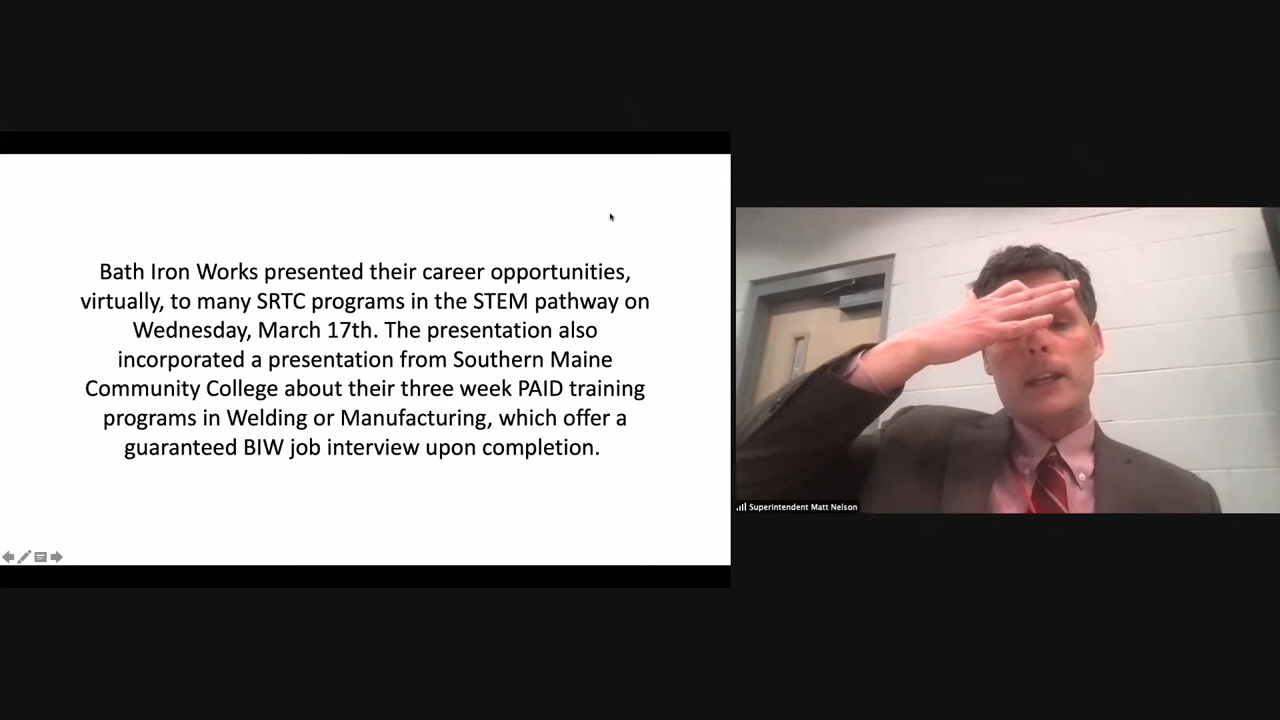 Bath Iron Works presented their career opportunities,
virtually, to many SRTC programs in the STEM pathway on
Wednesday, March 17th. The presentation also
incorporated a presentation from Southern Maine
Community College about their three week PAID training
programs in Welding or Manufacturing, which offer a
guaranteed BIW job interview upon completion.
Superintendent Matt Nelson